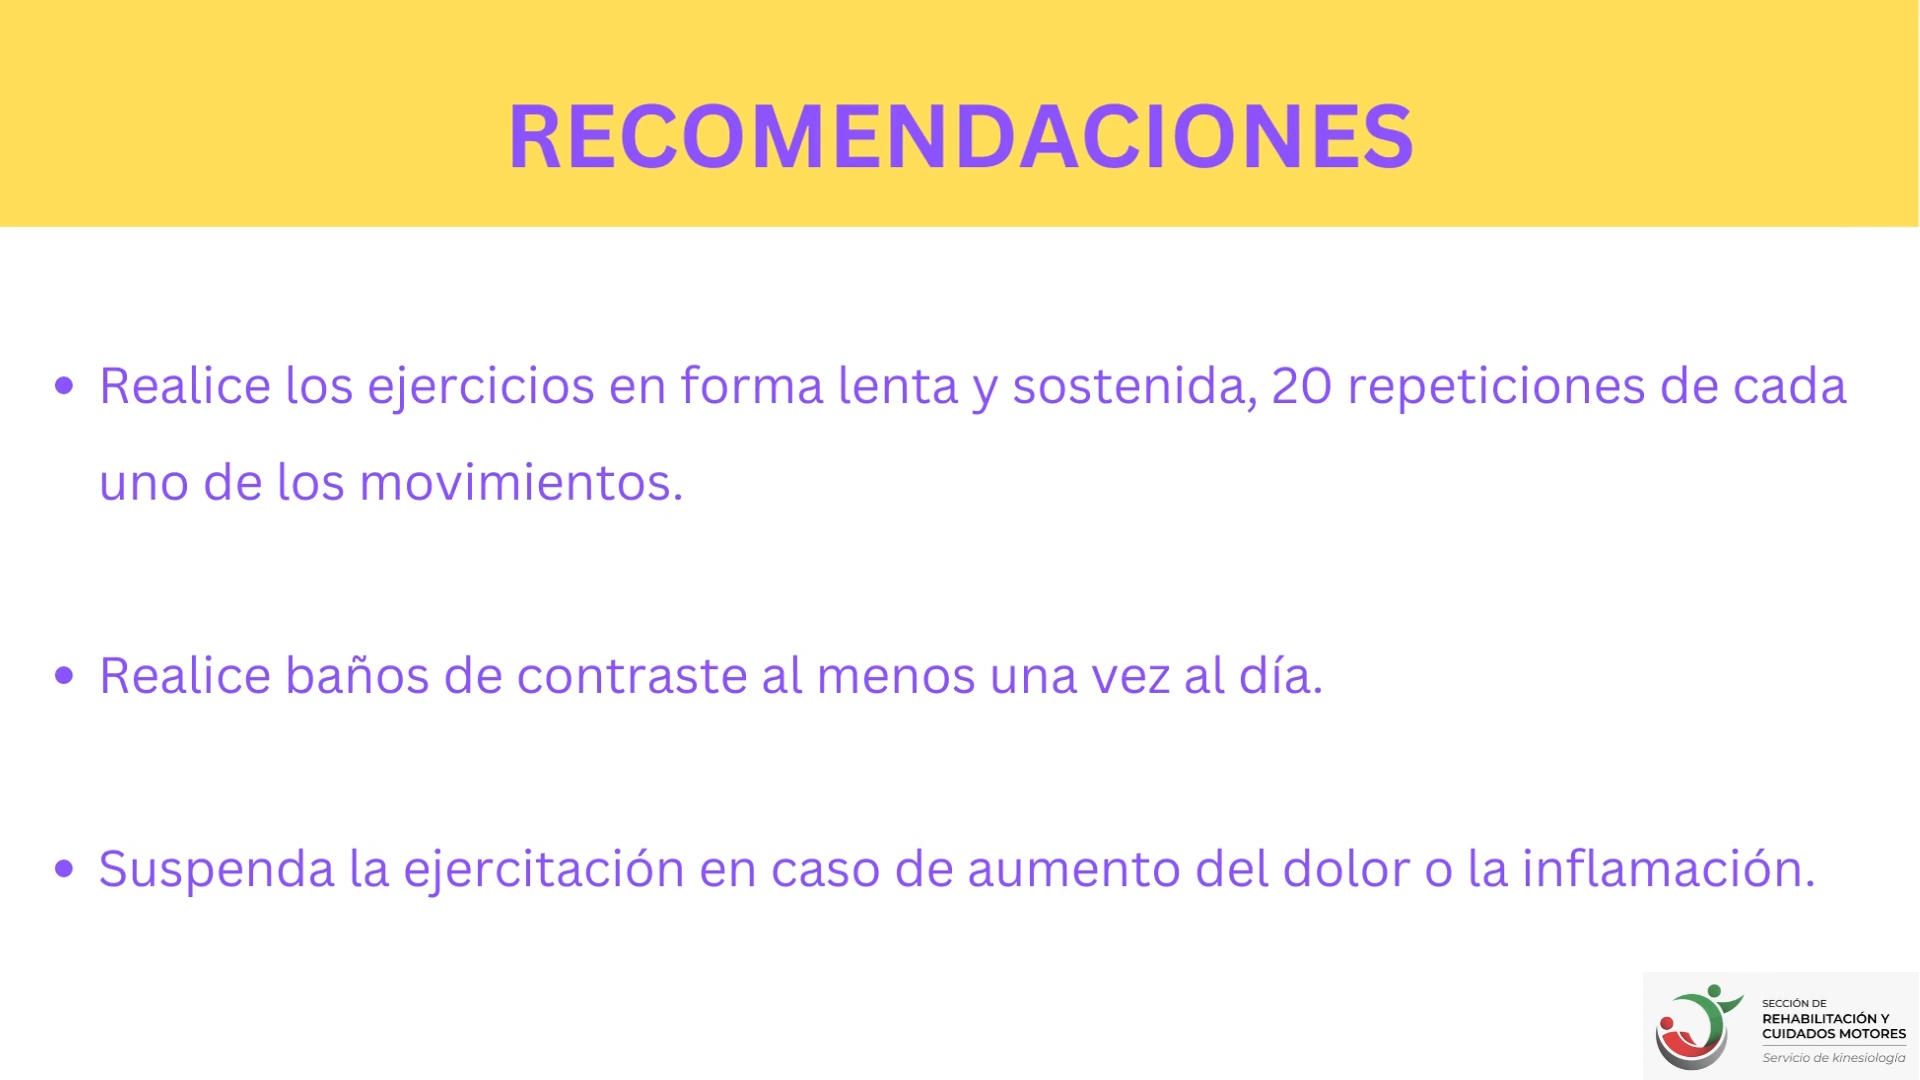 RECOMENDACIONES
• Realice los ejercicios en forma lenta y sostenida, 20 repeticiones de cada
uno de los movimientos.
• Realice baños de contraste al menos una vez al día.
• Suspenda la ejercitación en caso de aumento del dolor o la inflamación.
SECCIÓN DE
REHABILITACIÓN Y
CUIDADOS MOTORES
Servicio de kinesiología